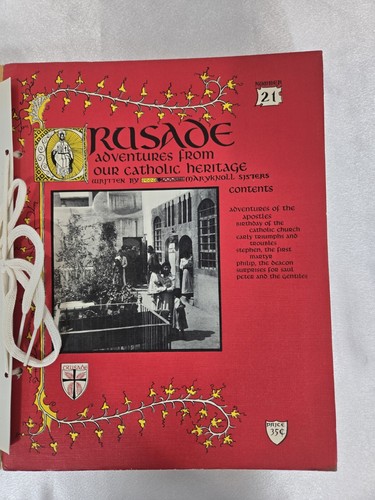 NUMBER
21
CRUSADE
adventures from
our catholic heritage
written by the maryknoll sisters
contents
adventures of the
apostles
birthday of the
catholic church
early triumphs and
troubles
stephen, the first
martyr
philip, the deacon
surprises for saul
peter and the gentiles
CRUSADE
PRICE
35¢